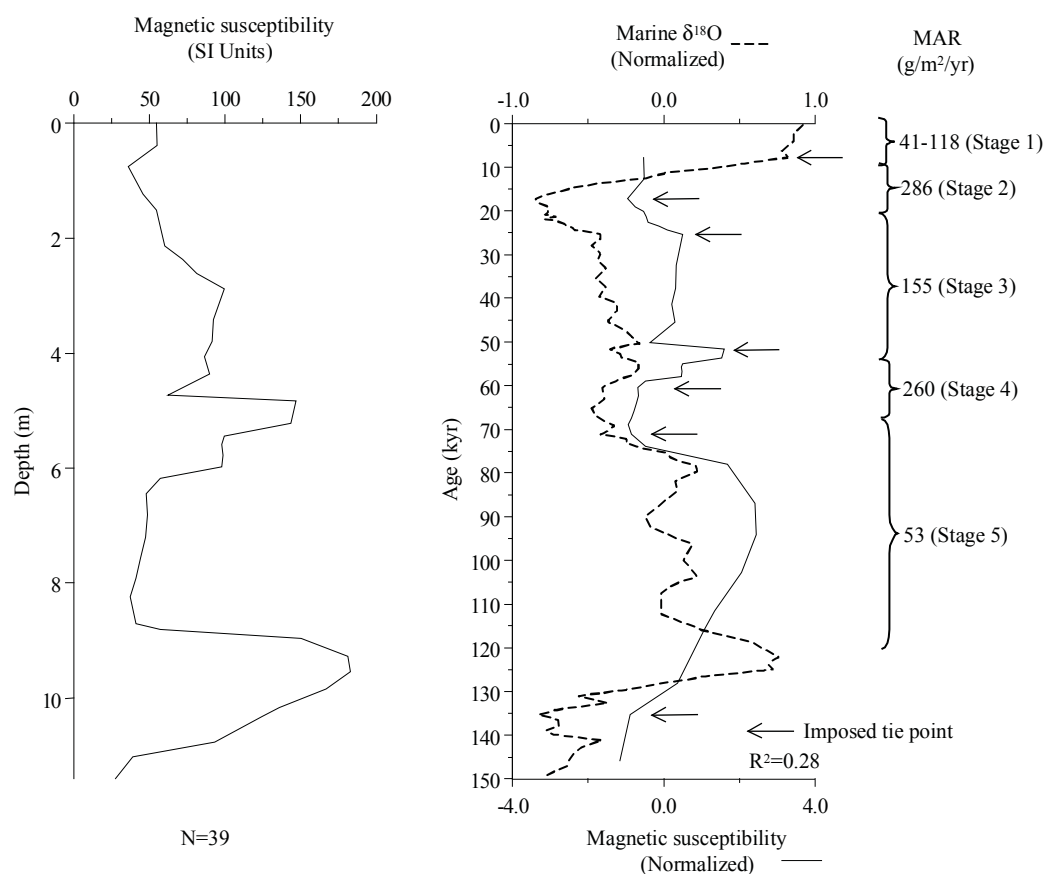 Magnetic susceptibility
(SI Units)
0 50 100 150 200
0
2
4
6
8
10
Depth (m)
N=39
Marine δ¹⁸O
(Normalized)
-1.0 0.0 1.0
0
10
20
30
40
50
60
70
80
90
100
110
120
130
140
150
Age (kyr)
Imposed tie point
R²=0.28
-4.0 0.0 4.0
Magnetic susceptibility
(Normalized)
MAR
(g/m²/yr)
41-118 (Stage 1)
286 (Stage 2)
155 (Stage 3)
260 (Stage 4)
53 (Stage 5)